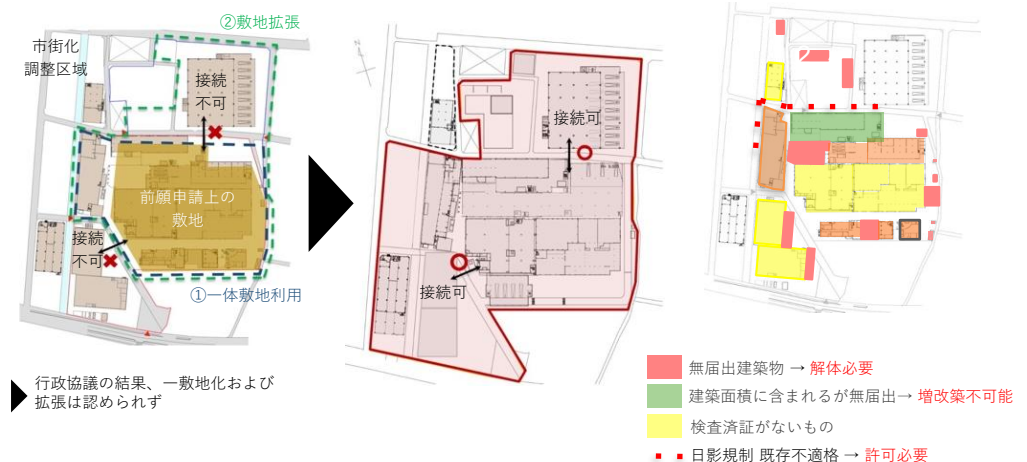 ②敷地拡張
市街化
調整区域
接続
不可
前願申請上の
敷地
接続
不可
①一体敷地利用
行政協議の結果、一敷地化および
拡張は認められず
接続可
接続可
無届出建築物 → 解体必要
建築面積に含まれるが無届出→ 増改築不可能
検査済証がないもの
日影規制 既存不適格 → 許可必要